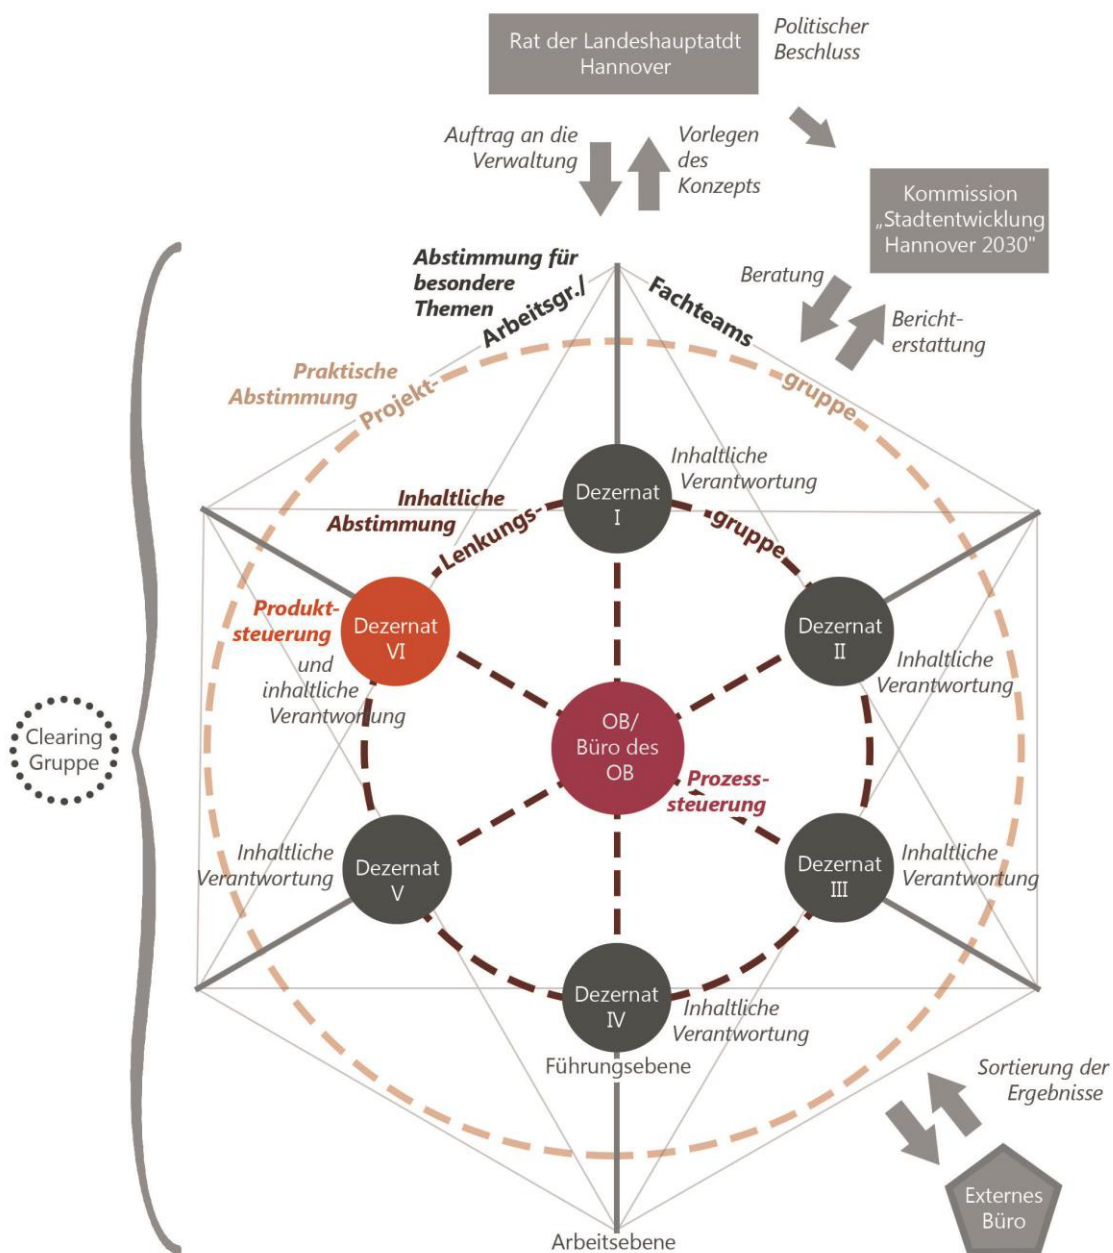 Rat der Landeshauptatdt
Hannover
Politischer
Beschluss
Auftrag an die
Verwaltung
Vorlegen
des
Konzepts
Kommission
„Stadtentwicklung
Hannover 2030"
Beratung
Bericht-
erstattung
Abstimmung für
besondere
Themen
Arbeitsgr./
Fachteams
Praktische
Abstimmung
Projekt-
gruppe
Inhaltliche
Abstimmung
Lenkungs-
gruppe
Dezernat
I
Inhaltliche
Verantwortung
Produkt-
steuerung
und
inhaltliche
Verantworlung
Dezernat
VI
Dezernat
II
Inhaltliche
Verantwortung
Clearing
Gruppe
OB/
Büro des
OB
Prozess-
steuerung
Inhaltliche
Verantwortung
Dezernat
V
Dezernat
III
Inhaltliche
Verantwortung
Dezernat
IV
Inhaltliche
Verantwortung
Führungsebene
Sortierung der
Ergebnisse
Externes
Büro
Arbeitsebene